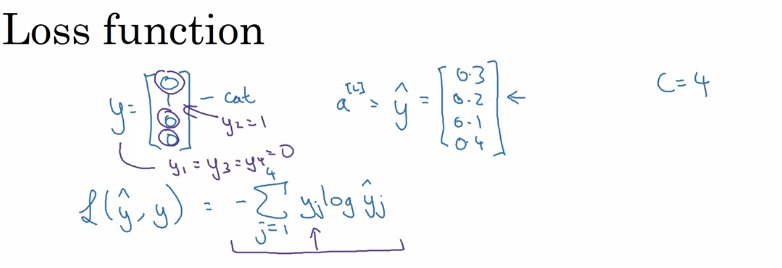 Loss function
y = [0 1 0 0] - cat
y₂=1
y₁ = y₃ = y₄ = 0
a^[L] = ŷ = [0.3 0.2 0.1 0.4] ←
C=4
L(ŷ, y) = - ∑_{j=1}^{4} yⱼ log ŷⱼ